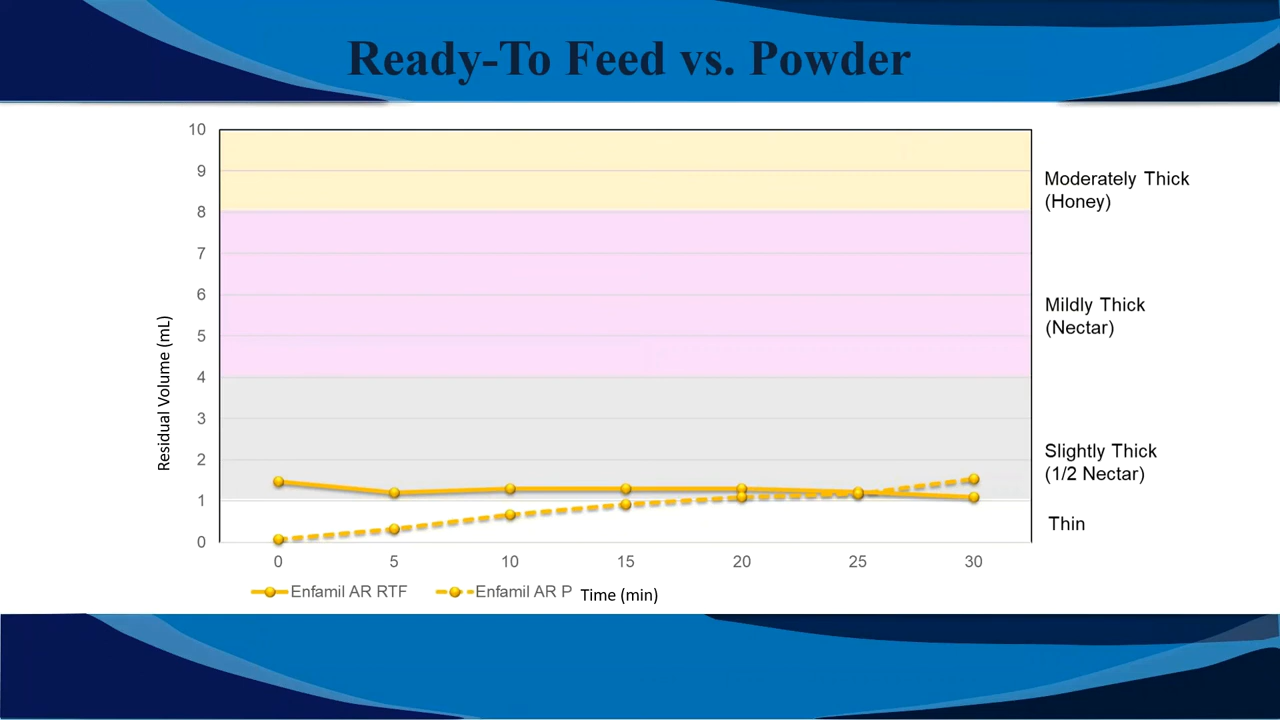 Ready-To Feed vs. Powder
10
9
8
7
6
5
4
3
2
1
0
Residual Volume (mL)
Moderately Thick
(Honey)
Mildly Thick
(Nectar)
Slightly Thick
(1/2 Nectar)
Thin
0 5 10 15 20 25 30
Enfamil AR RTF Enfamil AR P Time (min)